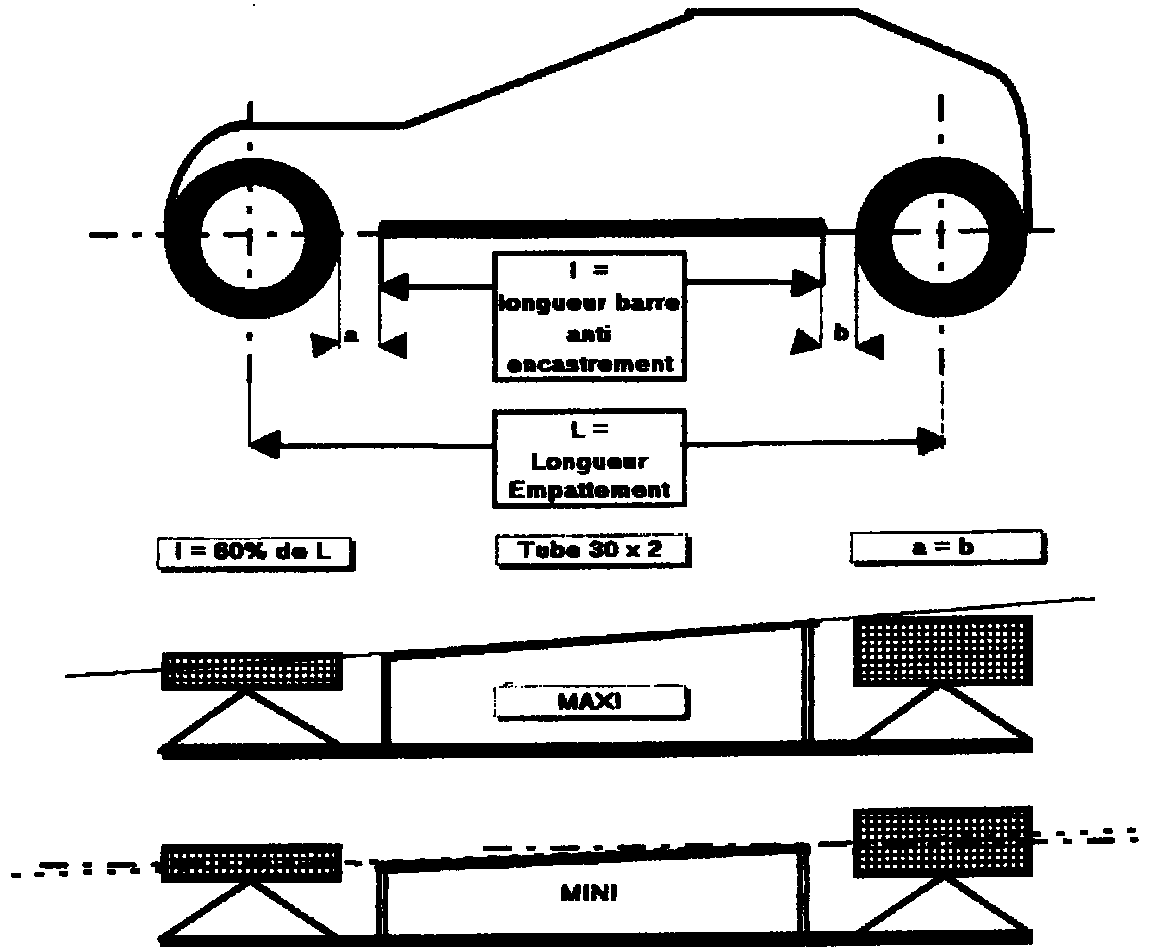 l =
longueur barre
anti
encastrement
a
b
L =
Longueur
Empattement
l = 60% de L
Tube 30 x 2
a = b
MAXI
MINI